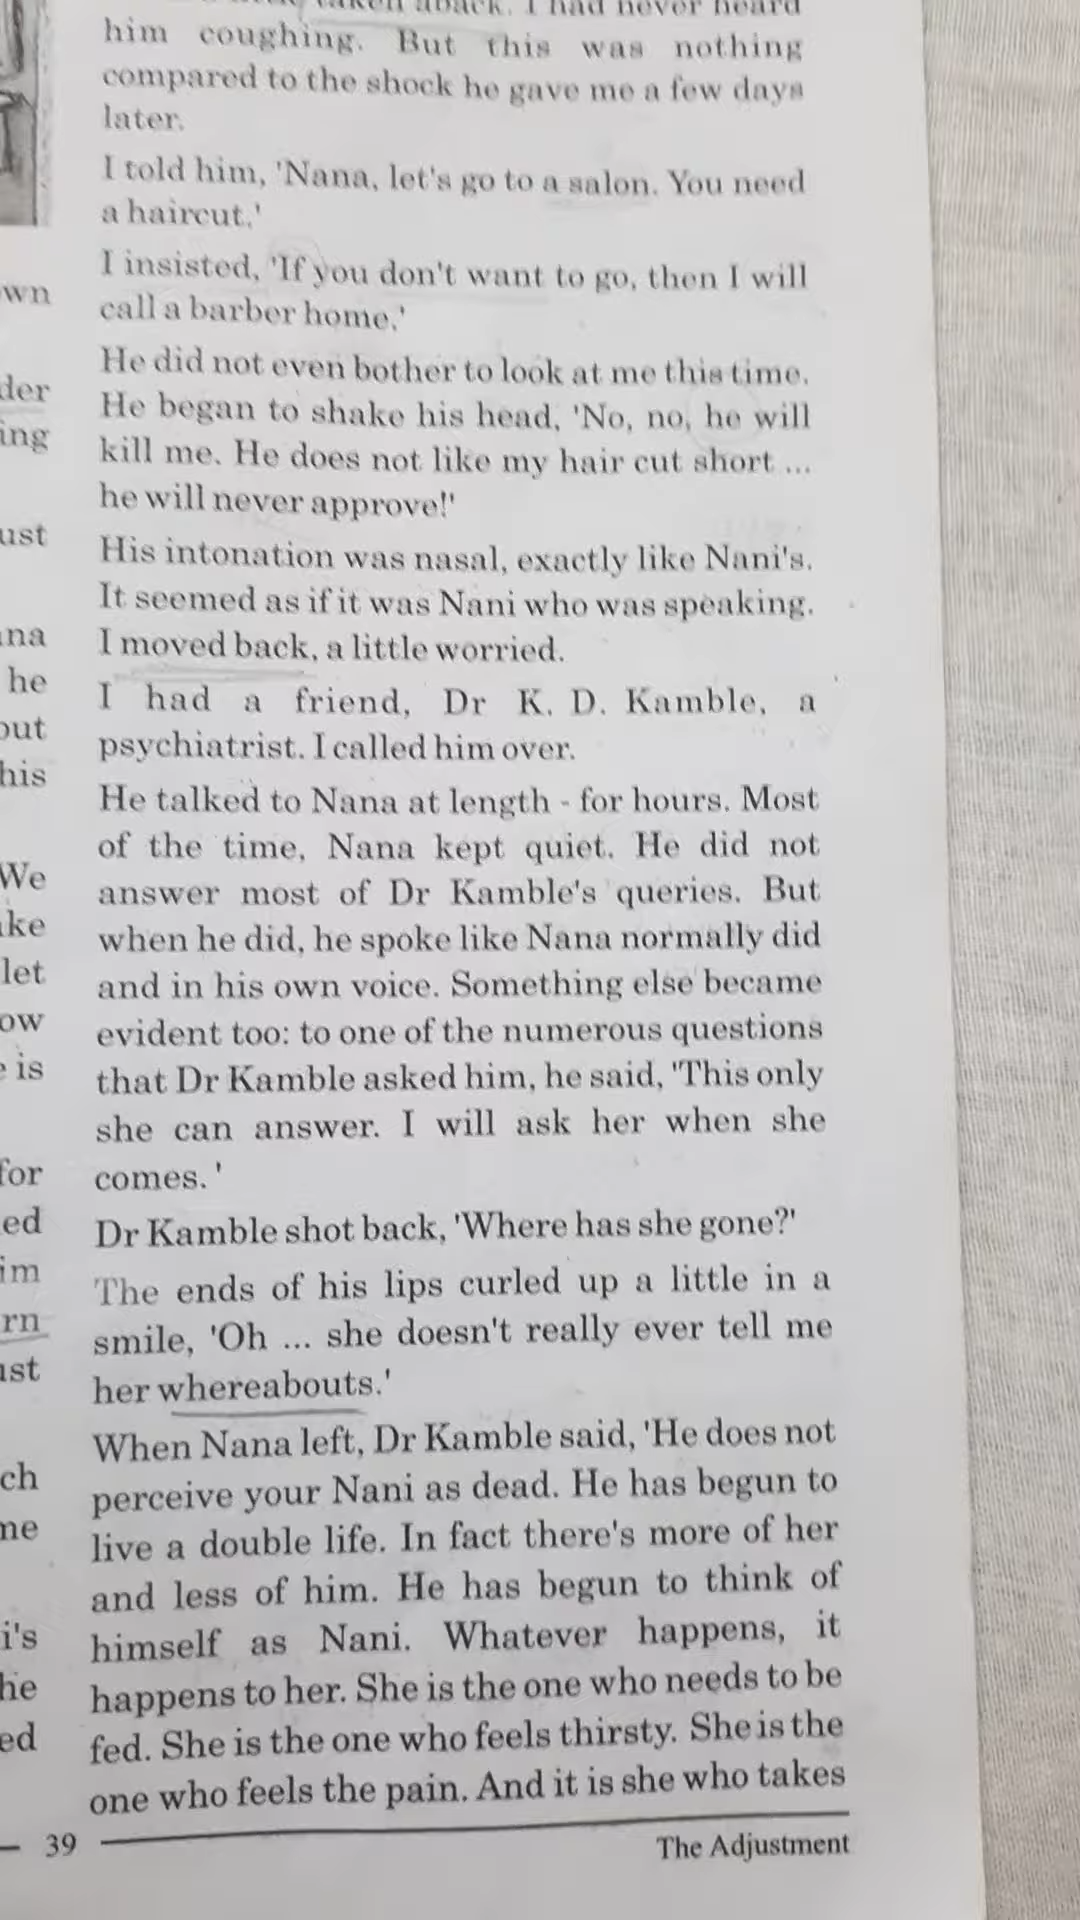 taken aback. I had never heard
him coughing. But this was nothing
compared to the shock he gave me a few days
later.
I told him, 'Nana, let's go to a salon. You need
a haircut.'
I insisted, 'If you don't want to go, then I will
call a barber home.'
He did not even bother to look at me this time.
He began to shake his head, 'No, no, he will
kill me. He does not like my hair cut short ...
he will never approve!'
His intonation was nasal, exactly like Nani's.
It seemed as if it was Nani who was speaking.
I moved back, a little worried.
I had a friend, Dr K. D. Kamble, a
psychiatrist. I called him over.
He talked to Nana at length - for hours. Most
of the time, Nana kept quiet. He did not
answer most of Dr Kamble's queries. But
when he did, he spoke like Nana normally did
and in his own voice. Something else became
evident too: to one of the numerous questions
that Dr Kamble asked him, he said, 'This only
she can answer. I will ask her when she
comes. '
Dr Kamble shot back, 'Where has she gone?'
The ends of his lips curled up a little in a
smile, 'Oh ... she doesn't really ever tell me
her whereabouts.'
When Nana left, Dr Kamble said, 'He does not
perceive your Nani as dead. He has begun to
live a double life. In fact there's more of her
and less of him. He has begun to think of
himself as Nani. Whatever happens, it
happens to her. She is the one who needs to be
fed. She is the one who feels thirsty. She is the
one who feels the pain. And it is she who takes
39
The Adjustment